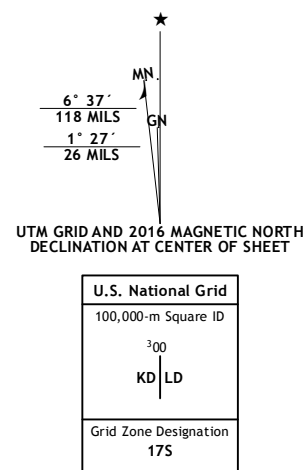 ★
MN
6° 37´
118 MILS
GN
1° 27´
26 MILS
UTM GRID AND 2016 MAGNETIC NORTH
DECLINATION AT CENTER OF SHEET
U.S. National Grid
100,000-m Square ID
³00
KD LD
Grid Zone Designation
17S